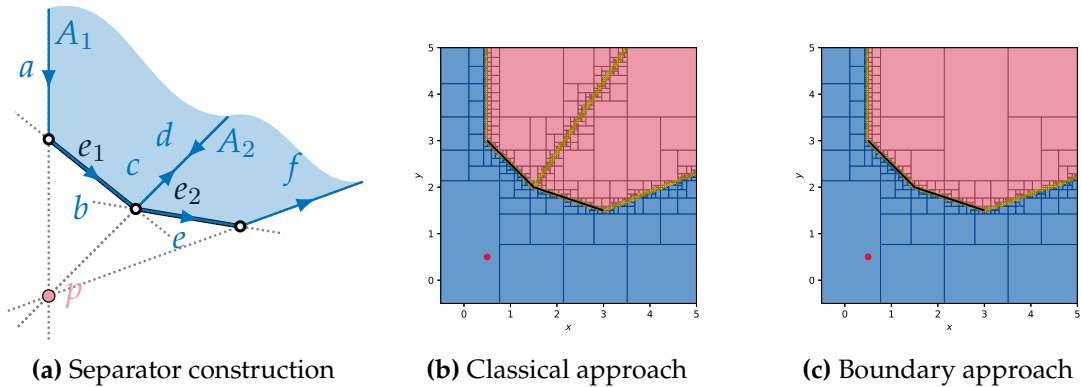 A1
a
e1
d
A2
c
e2
f
b
e
p
5
4
3
2
1
0
y
0 1 2 3 4 5
x
5
4
3
2
1
0
y
0 1 2 3 4 5
x
(a) Separator construction
(b) Classical approach
(c) Boundary approach